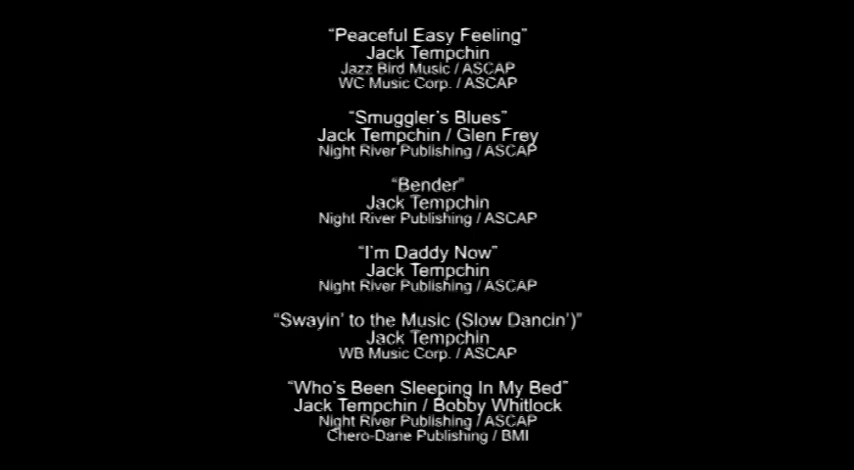 “Peaceful Easy Feeling”
Jack Tempchin
Jazz Bird Music / ASCAP
WC Music Corp. / ASCAP
“Smuggler’s Blues”
Jack Tempchin / Glen Frey
Night River Publishing / ASCAP
“Bender”
Jack Tempchin
Night River Publishing / ASCAP
“I’m Daddy Now”
Jack Tempchin
Night River Publishing / ASCAP
“Swayin’ to the Music (Slow Dancin’)”
Jack Tempchin
WB Music Corp. / ASCAP
“Who’s Been Sleeping In My Bed”
Jack Tempchin / Bobby Whitlock
Night River Publishing / ASCAP
Chero-Dane Publishing / BMI